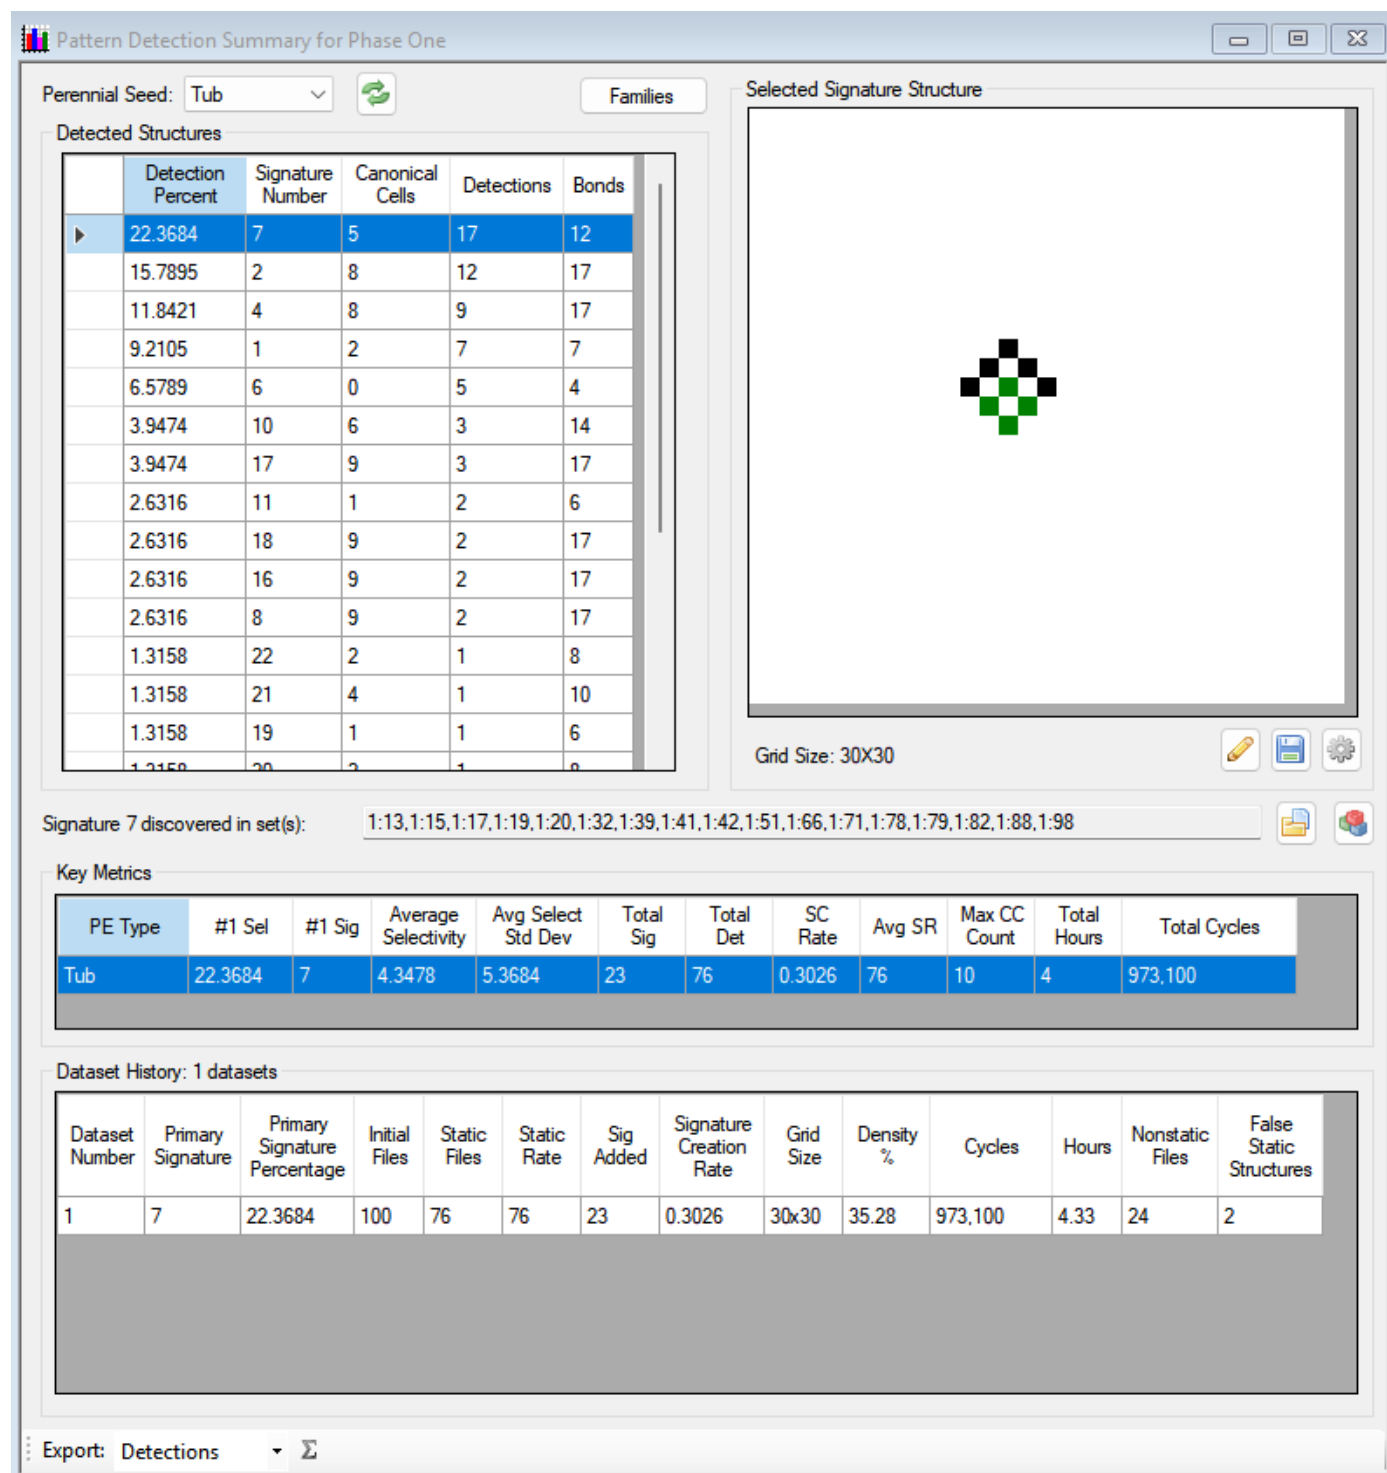 Pattern Detection Summary for Phase One
Perennial Seed: Tub
Families
Detected Structures
Detection Percent Signature Number Canonical Cells Detections Bonds
22.3684 7 5 17 12
15.7895 2 8 12 17
11.8421 4 8 9 17
9.2105 1 2 7 7
6.5789 6 0 5 4
3.9474 10 6 3 14
3.9474 17 9 3 17
2.6316 11 1 2 6
2.6316 18 9 2 17
2.6316 16 9 2 17
2.6316 8 9 2 17
1.3158 22 2 1 8
1.3158 21 4 1 10
1.3158 19 1 1 6
Selected Signature Structure
Grid Size: 30X30
Signature 7 discovered in set(s): 1:13,1:15,1:17,1:19,1:20,1:32,1:39,1:41,1:42,1:51,1:66,1:71,1:78,1:79,1:82,1:88,1:98
Key Metrics
PE Type #1 Sel #1 Sig Average Selectivity Avg Select Std Dev Total Sig Total Det SC Rate Avg SR Max CC Count Total Hours Total Cycles
Tub 22.3684 7 4.3478 5.3684 23 76 0.3026 76 10 4 973,100
Dataset History: 1 datasets
Dataset Number Primary Signature Primary Signature Percentage Initial Files Static Files Static Rate Sig Added Signature Creation Rate Grid Size Density % Cycles Hours Nonstatic Files False Static Structures
1 7 22.3684 100 76 76 23 0.3026 30x30 35.28 973,100 4.33 24 2
Export: Detections Σ